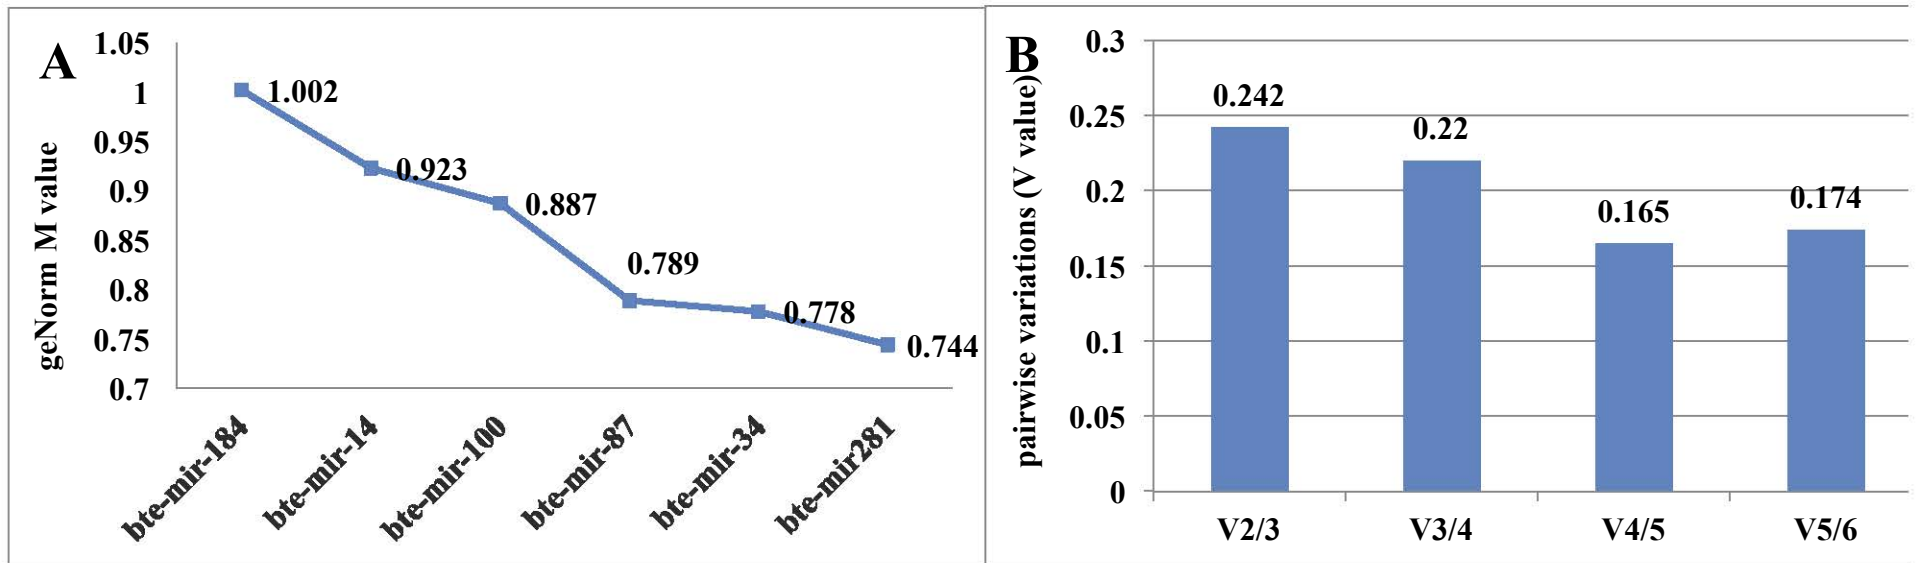 A
geNorm M value
1.05
1
0.95
0.9
0.85
0.8
0.75
0.7
1.002
0.923
0.887
0.789
0.778
0.744
bte-mir-184
bte-mir-14
bte-mir-100
bte-mir-87
bte-mir-34
bte-mir281
B
pairwise variations (V value)
0.3
0.25
0.2
0.15
0.1
0.05
0
0.242
0.22
0.165
0.174
V2/3
V3/4
V4/5
V5/6